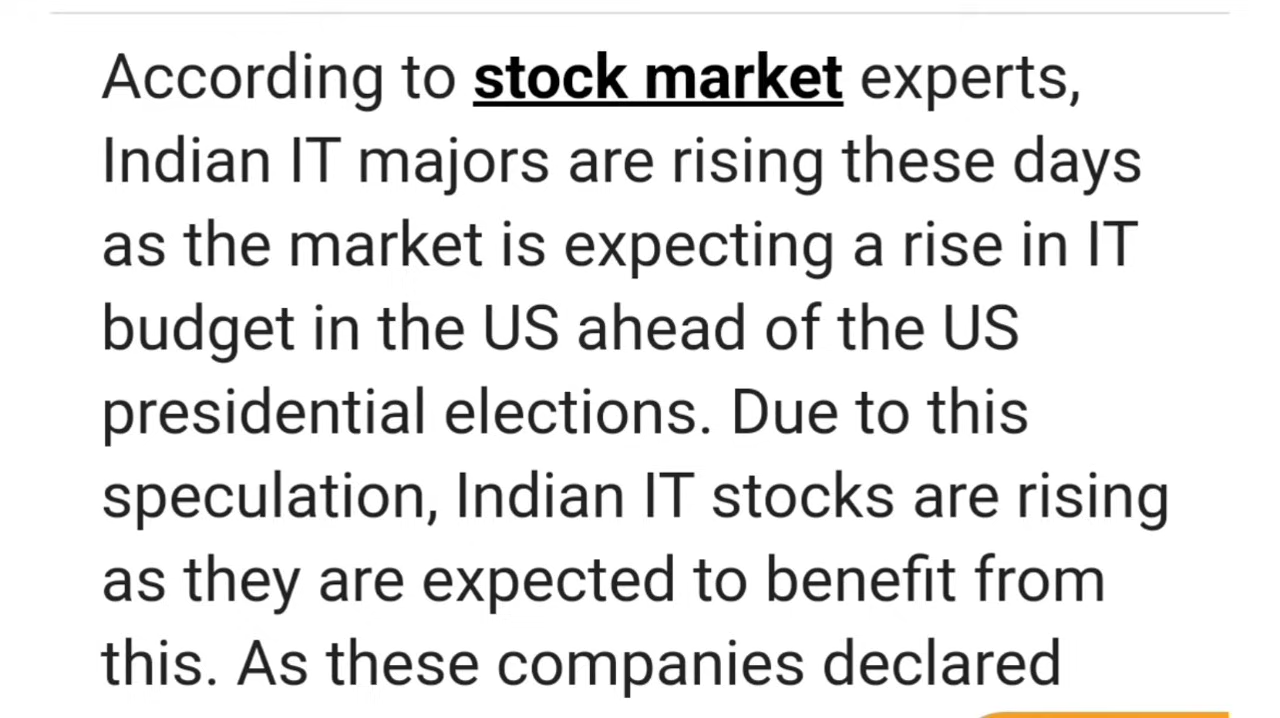 According to stock market experts,
Indian IT majors are rising these days
as the market is expecting a rise in IT
budget in the US ahead of the US
presidential elections. Due to this
speculation, Indian IT stocks are rising
as they are expected to benefit from
this. As these companies declared